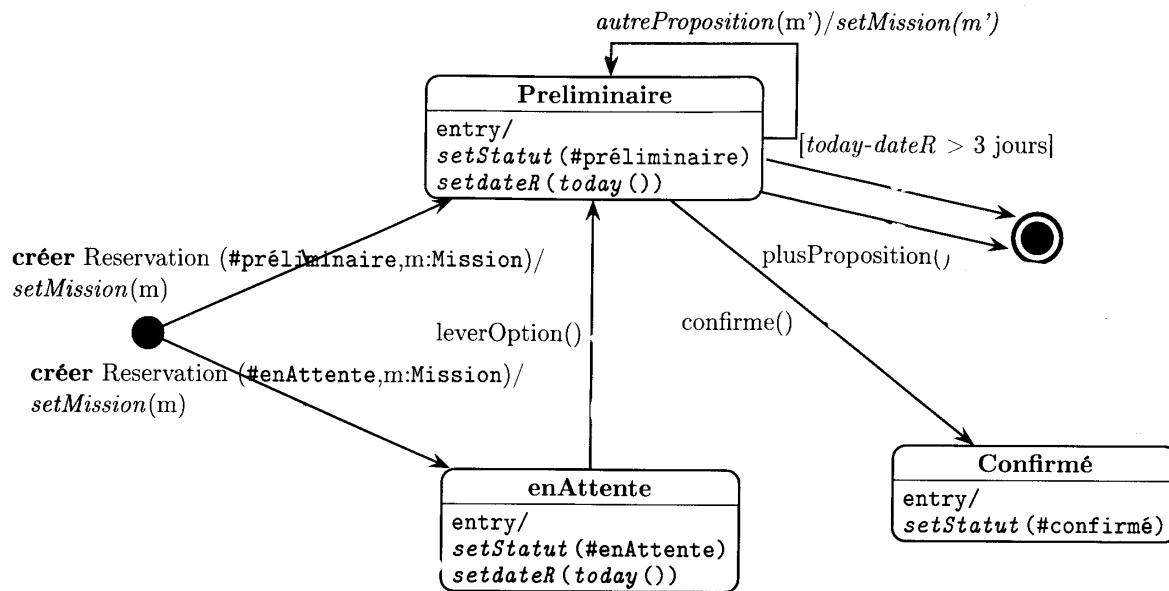 autreProposition(m')/setMission(m')
Preliminaire
entry/
setStatut(#préliminaire)
setdateR(today())
[today-dateR > 3 jours]
créer Reservation (#préliminaire,m:Mission)/
setMission(m)
plusProposition()
leverOption()
confirme()
créer Reservation (#enAttente,m:Mission)/
setMission(m)
enAttente
entry/
setStatut(#enAttente)
setdateR(today())
Confirmé
entry/
setStatut(#confirmé)